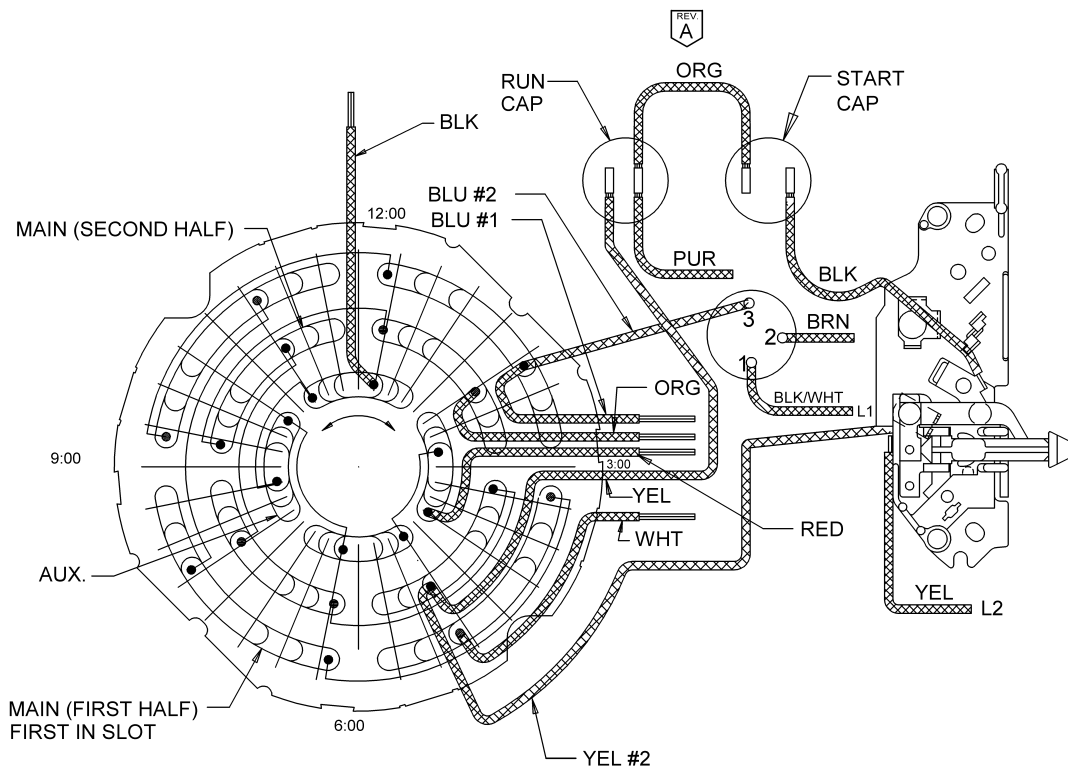 REV.
A
ORG
RUN
CAP
START
CAP
BLK
BLU #2
BLU #1
12:00
MAIN (SECOND HALF)
PUR
BLK
3
2
BRN
1
ORG
BLK/WHT
L1
9:00
3:00
YEL
RED
WHT
AUX.
YEL
L2
MAIN (FIRST HALF)
FIRST IN SLOT
6:00
YEL #2